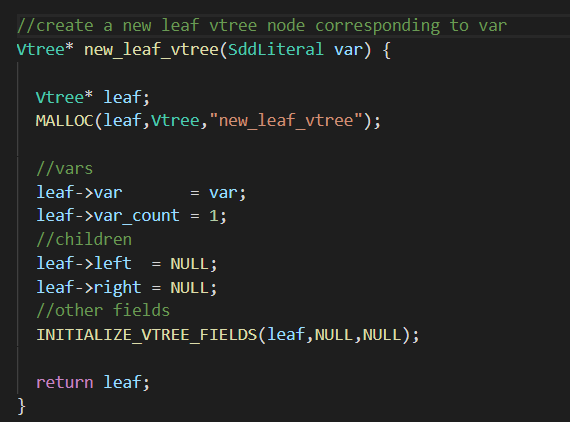 //create a new leaf vtree node corresponding to var
Vtree* new_leaf_vtree(SddLiteral var) {
Vtree* leaf;
MALLOC(leaf,Vtree,"new_leaf_vtree");
//vars
leaf->var       = var;
leaf->var_count = 1;
//children
leaf->left  = NULL;
leaf->right = NULL;
//other fields
INITIALIZE_VTREE_FIELDS(leaf,NULL,NULL);
return leaf;
}